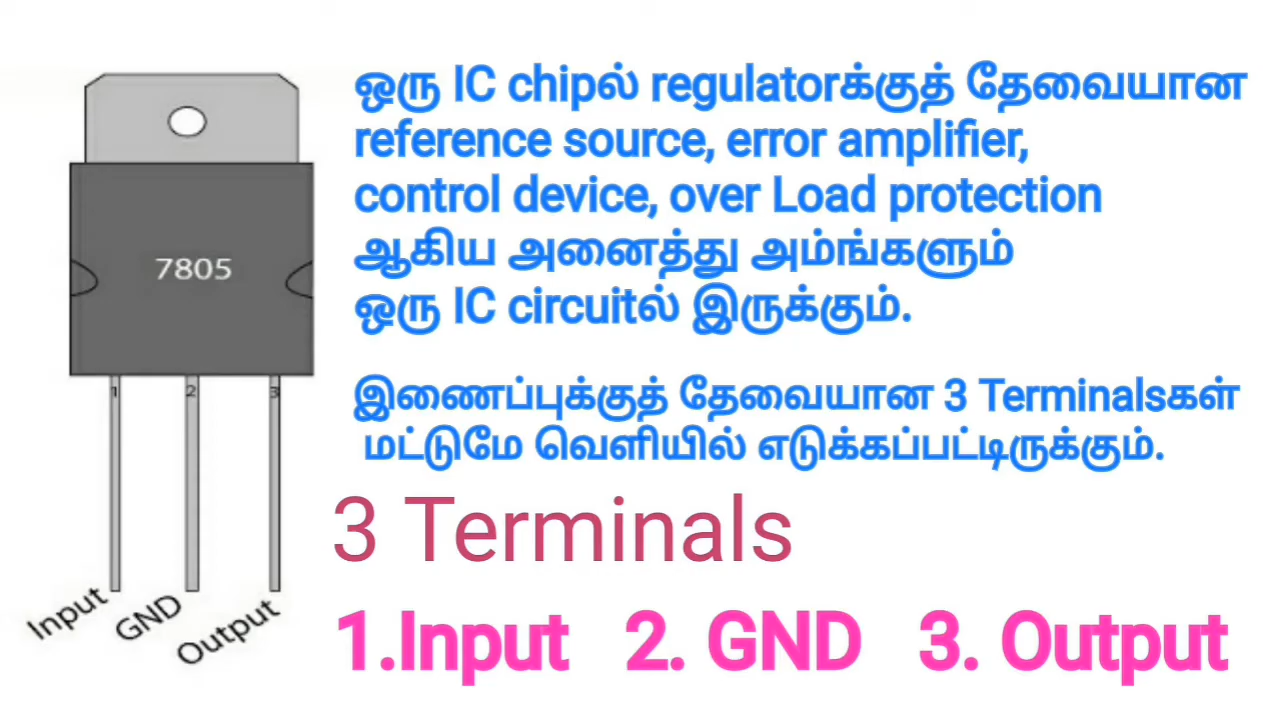 ஒரு IC chipல் regulatorக்குத் தேவையான
reference source, error amplifier,
control device, over Load protection
ஆகிய அனைத்து அம்ங்களும்
ஒரு IC circuitல் இருக்கும்.
இணைப்புக்குத் தேவையான 3 Terminalsகள்
மட்டுமே வெளியில் எடுக்கப்பட்டிருக்கும்.
3 Terminals
1.Input 2. GND 3. Output
7805
1 2 3
Input GND Output